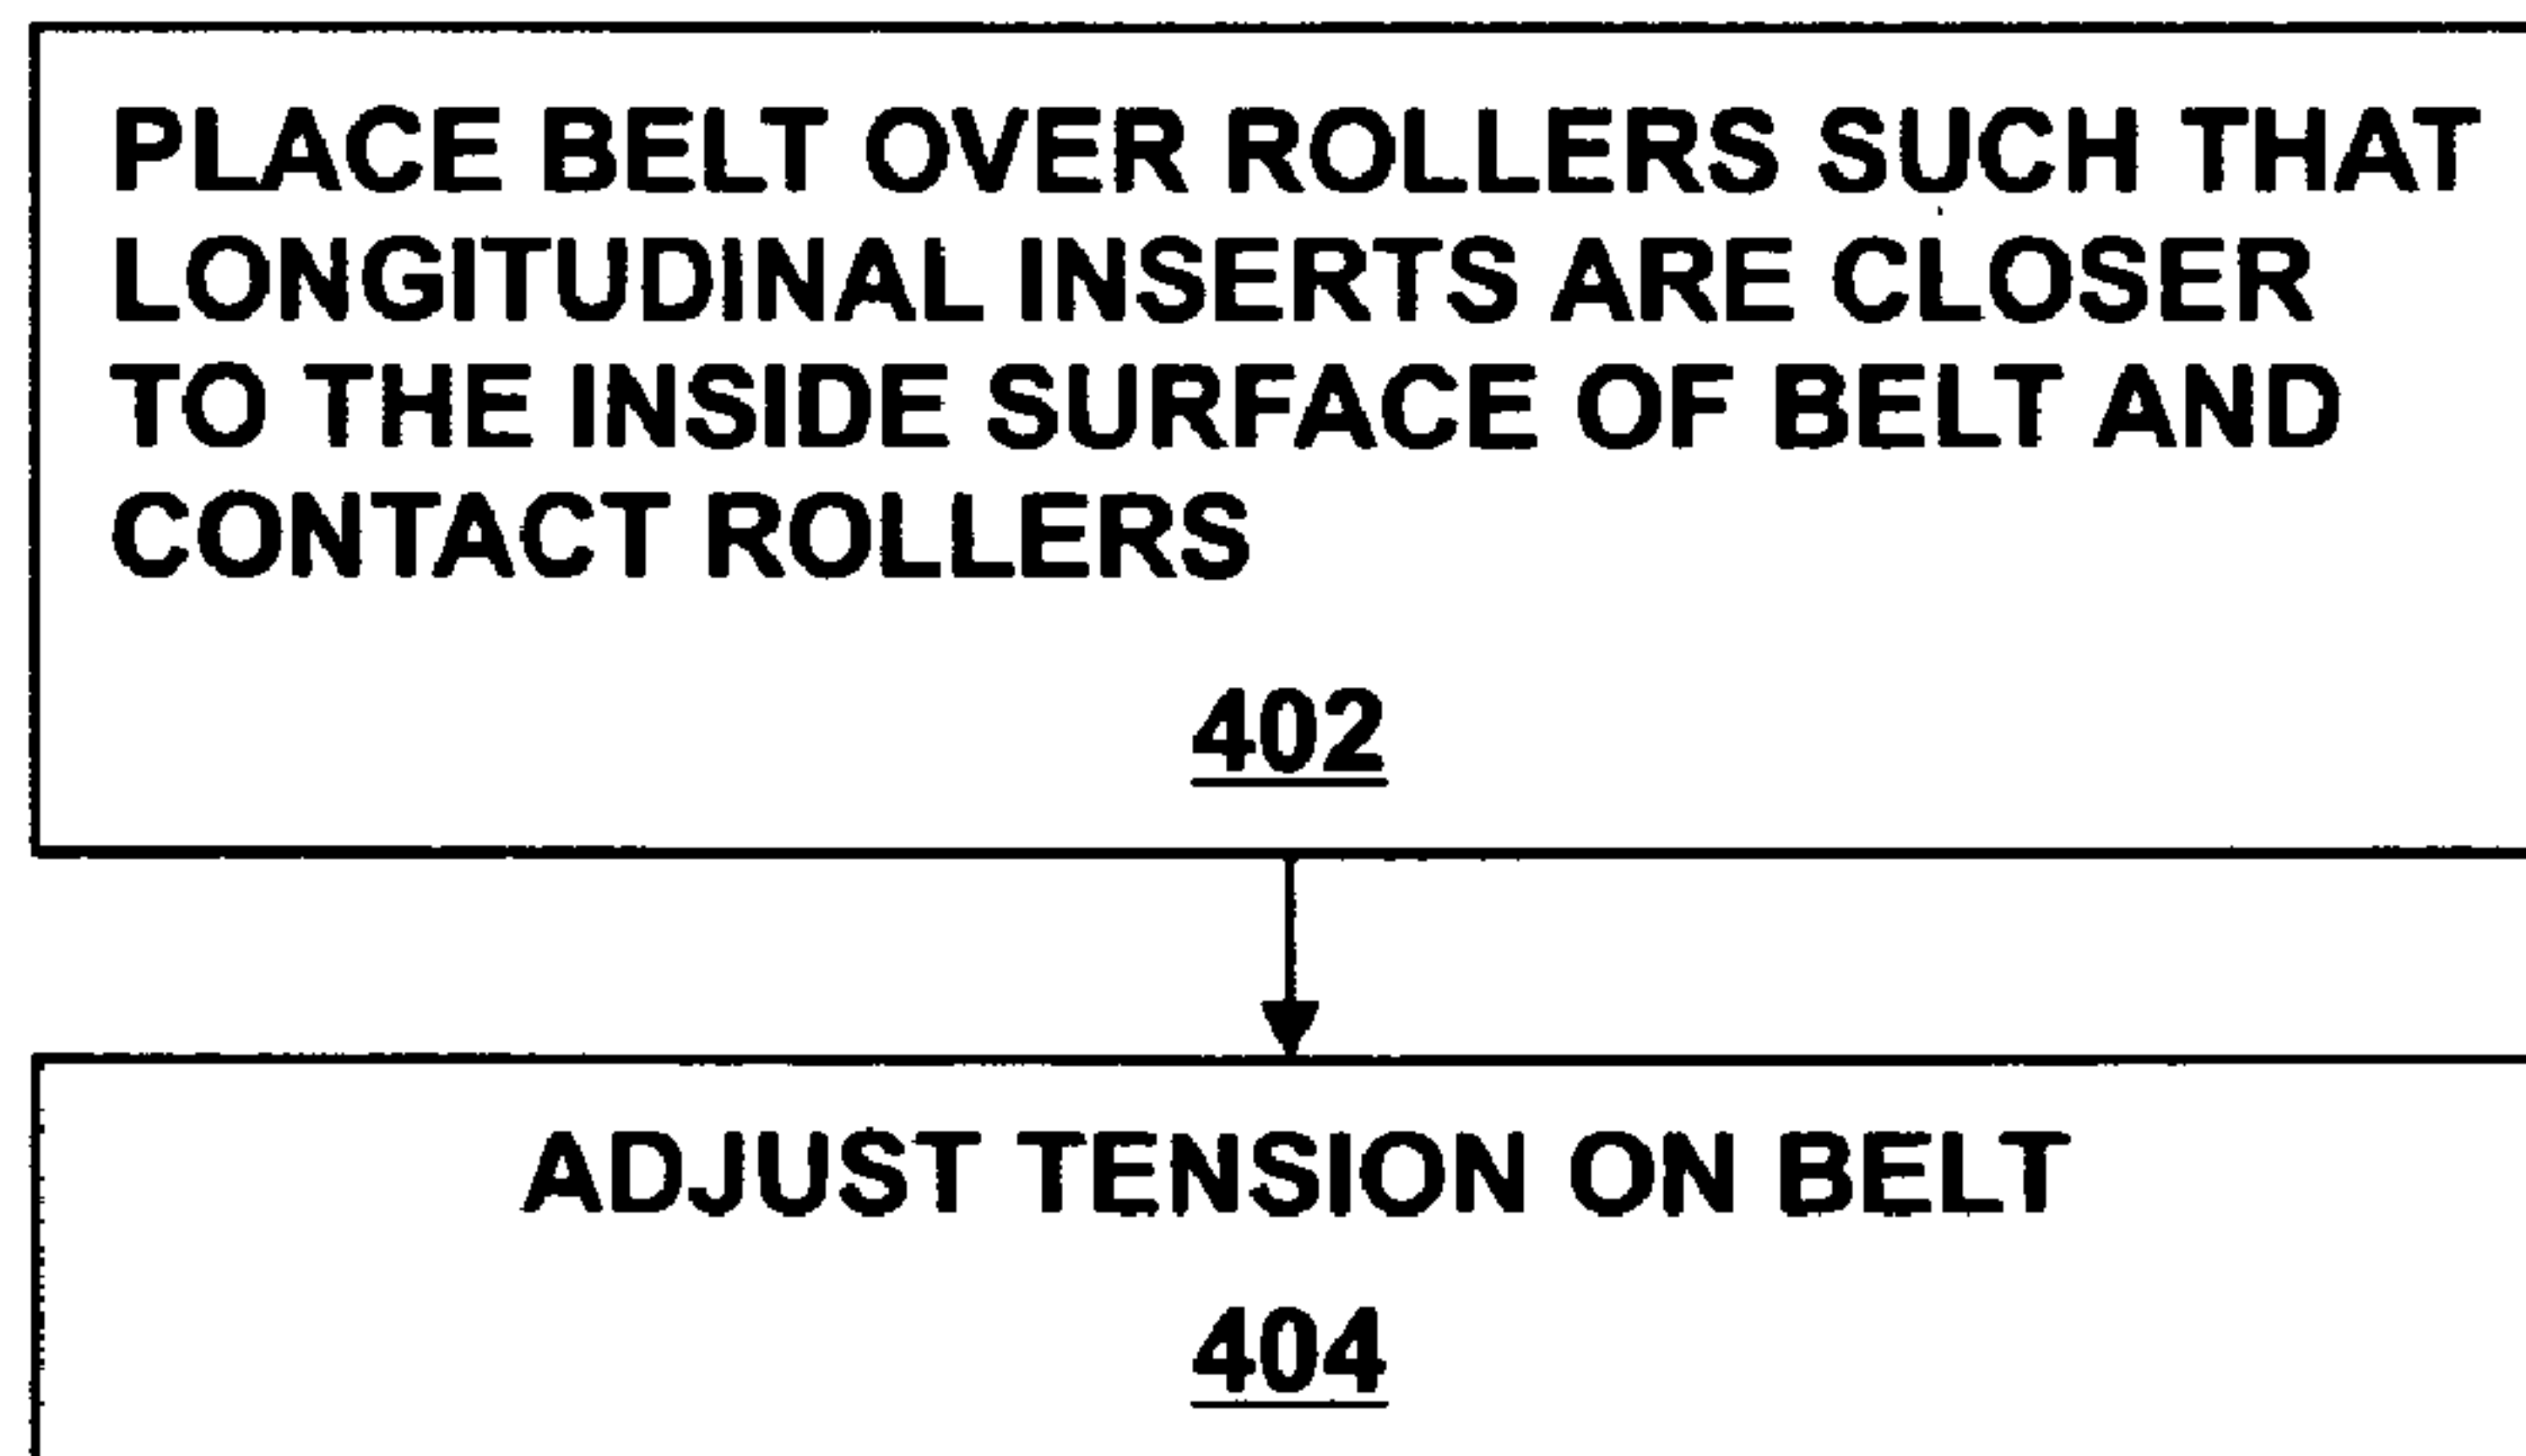 PLACE BELT OVER ROLLERS SUCH THAT
LONGITUDINAL INSERTS ARE CLOSER
TO THE INSIDE SURFACE OF BELT AND
CONTACT ROLLERS
402
ADJUST TENSION ON BELT
404